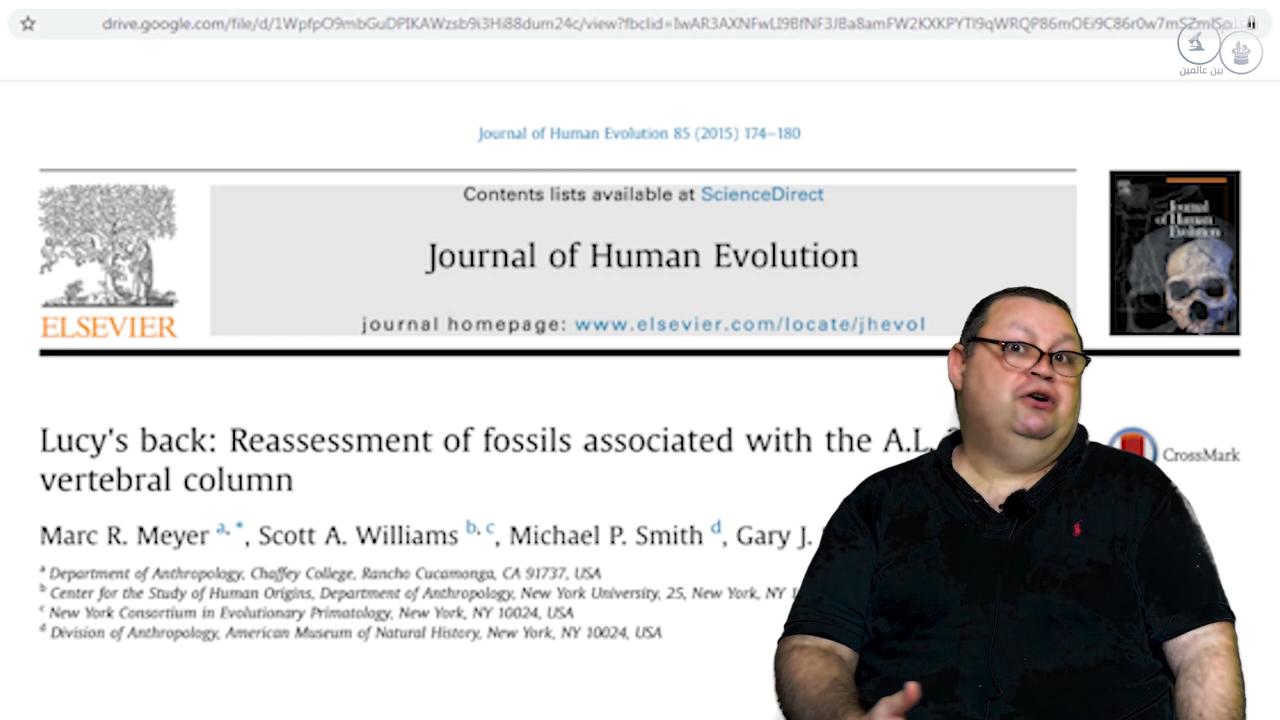 بين عالمين
Journal of Human Evolution 85 (2015) 174–180
Contents lists available at ScienceDirect
Journal of Human Evolution
journal homepage: www.elsevier.com/locate/jhevol
ELSEVIER
Journal
of Human
Evolution
Lucy's back: Reassessment of fossils associated with the A.L.
vertebral column
CrossMark
Marc R. Meyer a, *, Scott A. Williams b, c, Michael P. Smith d, Gary J.
a Department of Anthropology, Chaffey College, Rancho Cucamonga, CA 91737, USA
b Center for the Study of Human Origins, Department of Anthropology, New York University, 25, New York, NY
c New York Consortium in Evolutionary Primatology, New York, NY 10024, USA
d Division of Anthropology, American Museum of Natural History, New York, NY 10024, USA